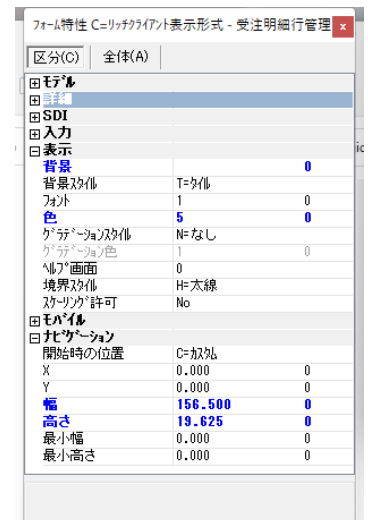 フォーム特性 C=リッチクライアント表示形式 - 受注明細行管理 x
区分(C) 全体(A)
モデル
詳細
SDI
入力
表示
背景 0
背景スタイル T=タイル
フォント 1 0
色 5 0
グラデーションスタイル N=なし
グラデーション色 1 0
ヘルプ画面 0
境界スタイル H=太線
スケーリング許可 No
モバイル
ナビゲーション
開始時の位置 C=カスタム
X 0.000 0
Y 0.000 0
幅 156.500 0
高さ 19.625 0
最小幅 0.000 0
最小高さ 0.000 0